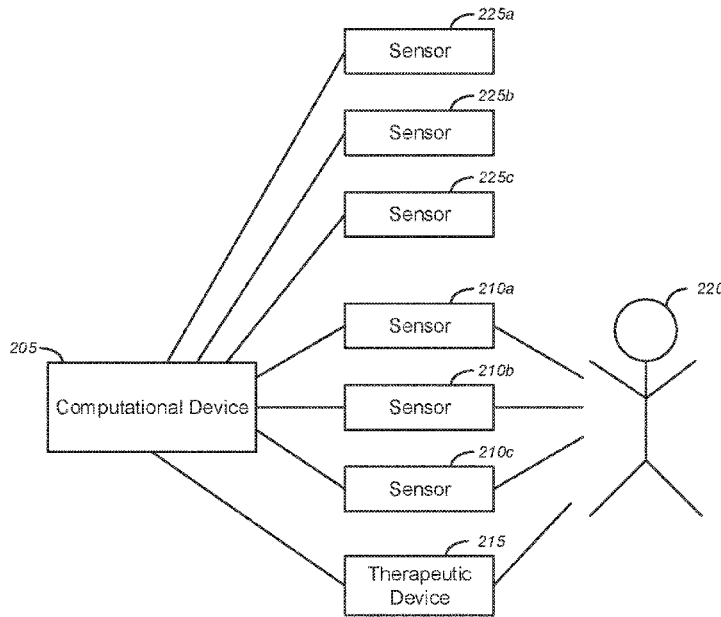 225a
Sensor
225b
Sensor
225c
Sensor
210a
220
Sensor
205
210b
Computational Device
Sensor
210c
Sensor
215
Therapeutic
Device